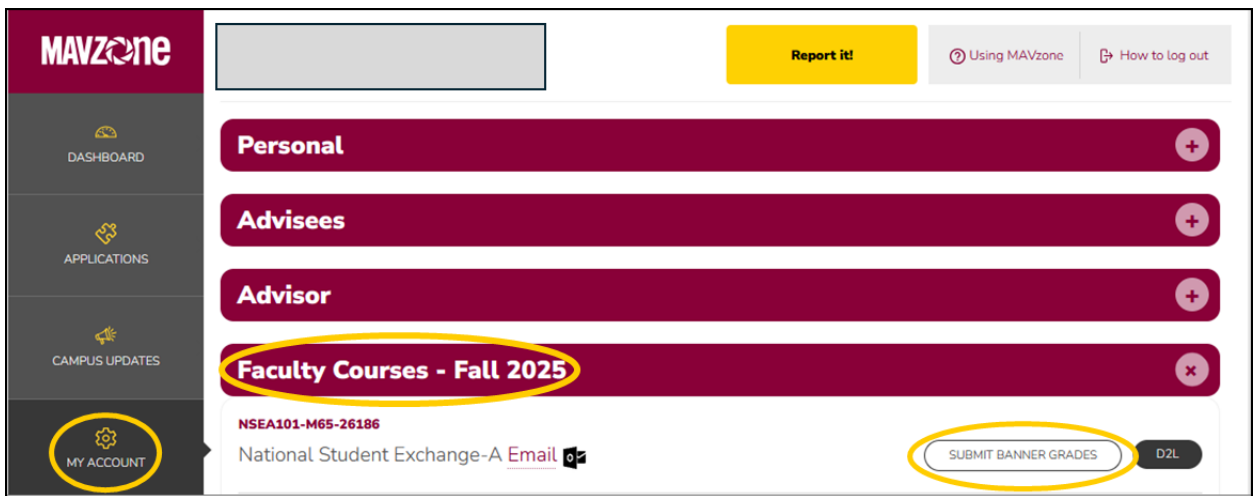 MAVZone
Report it!
Using MAVzone
How to log out
DASHBOARD
APPLICATIONS
CAMPUS UPDATES
MY ACCOUNT
Personal
Advisees
Advisor
Faculty Courses - Fall 2025
NSEA101-M65-26186
National Student Exchange-A Email
SUBMIT BANNER GRADES
D2L